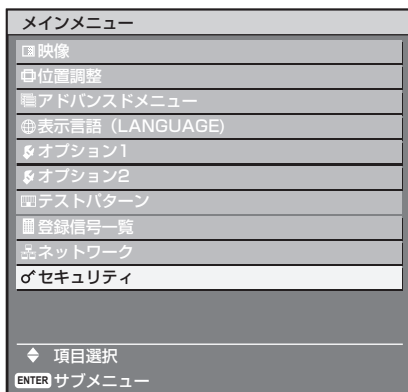 メインメニュー
映像
位置調整
アドバンスドメニュー
表示言語（LANGUAGE)
オプション1
オプション2
テストパターン
登録信号一覧
ネットワーク
セキュリティ
項目選択
ENTER サブメニュー